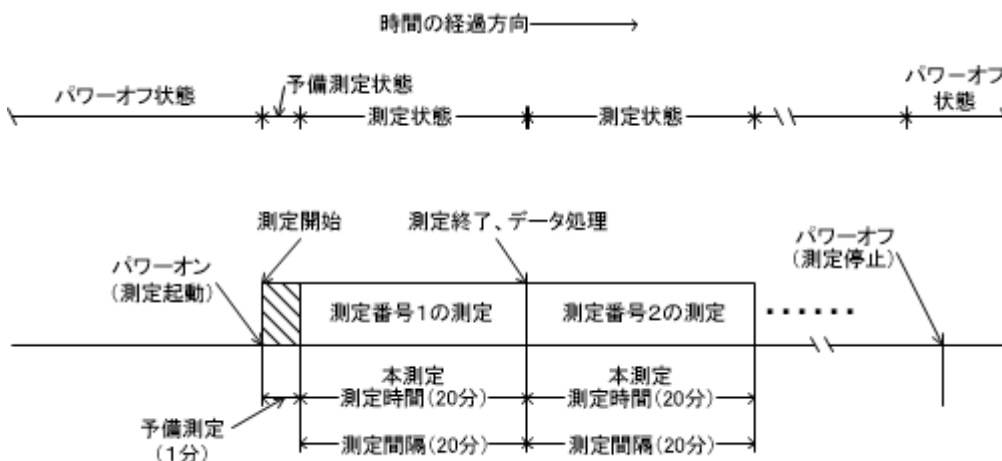 時間の経過方向
パワーオフ状態
予備測定状態
測定状態
測定状態
パワーオフ
状態
測定開始
測定終了、データ処理
パワーオン
(測定起動)
パワーオフ
(測定停止)
測定番号1の測定
測定番号2の測定
・・・・・・
本測定
測定時間(20分)
本測定
測定時間(20分)
予備測定
(1分)
測定間隔(20分)
測定間隔(20分)